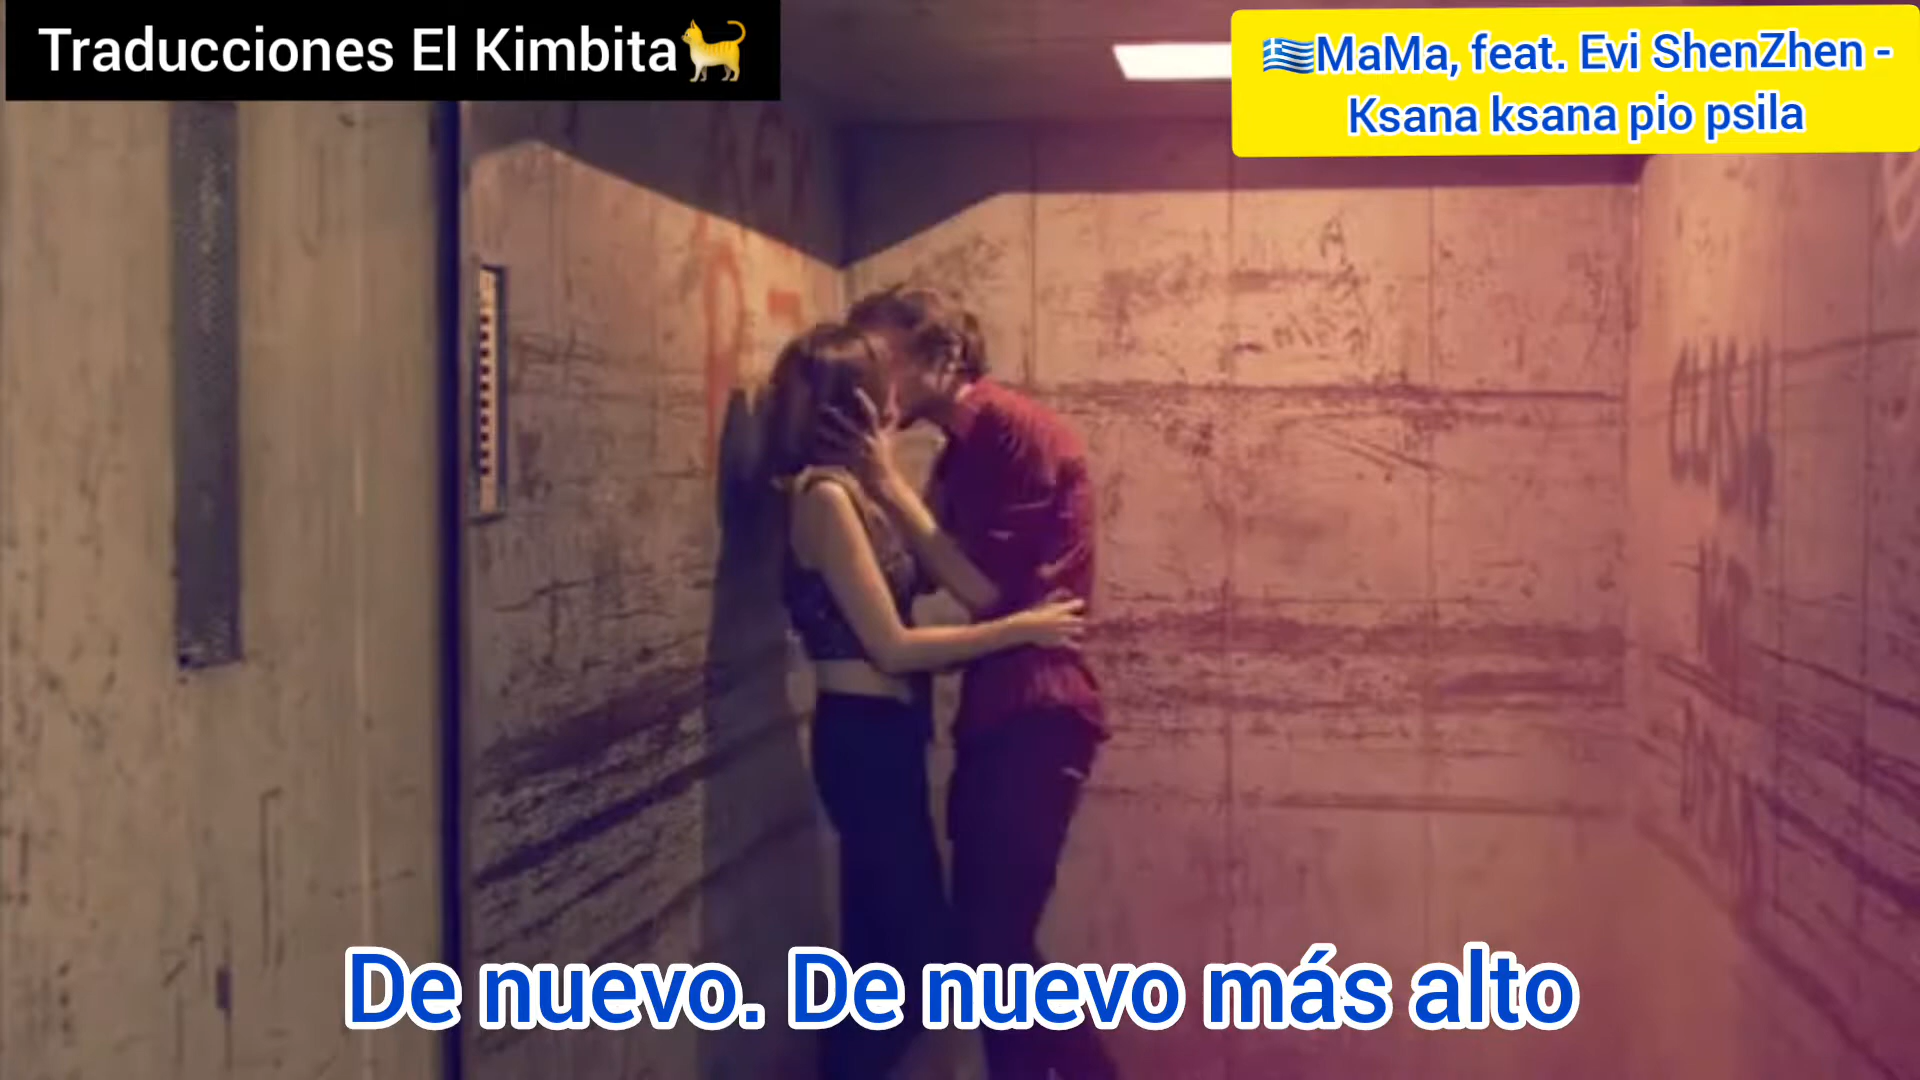 Traducciones El Kimbita🐈
🇬🇷MaMa, feat. Evi ShenZhen -
Ksana ksana pio psila
De nuevo. De nuevo más alto